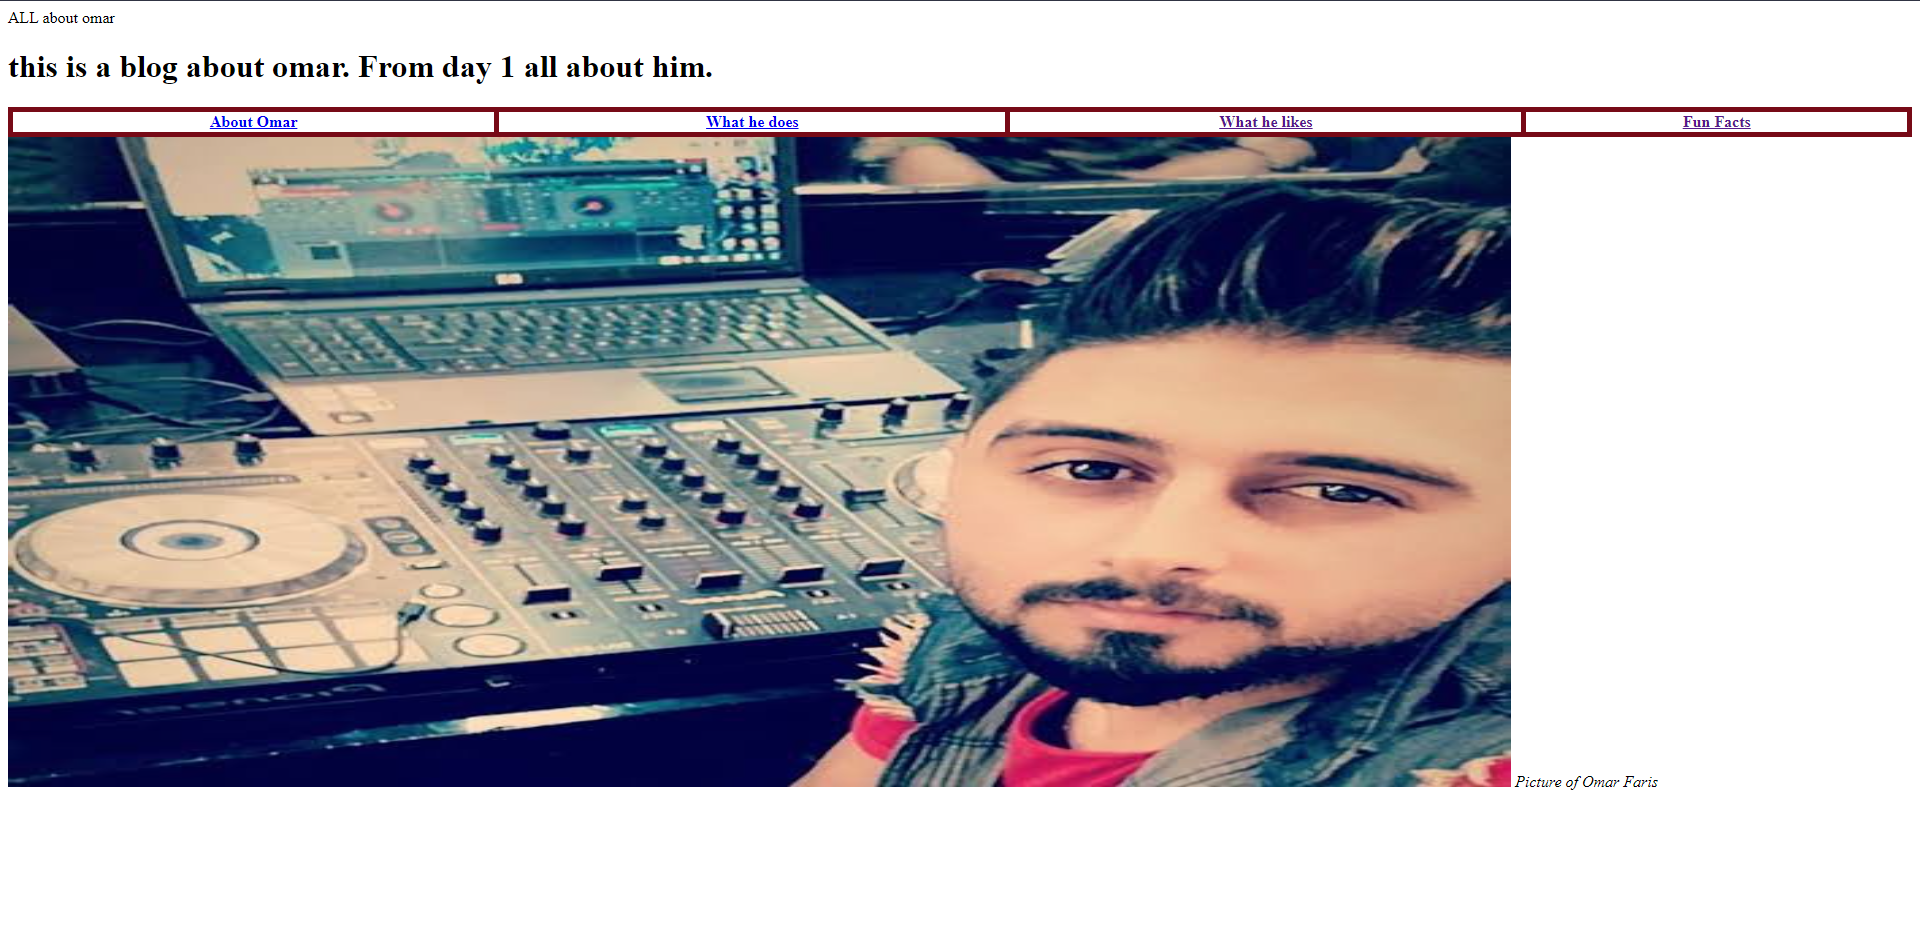 ALL about omar
this is a blog about omar. From day 1 all about him.
About Omar What he does What he likes Fun Facts
Pioneer
Picture of Omar Faris